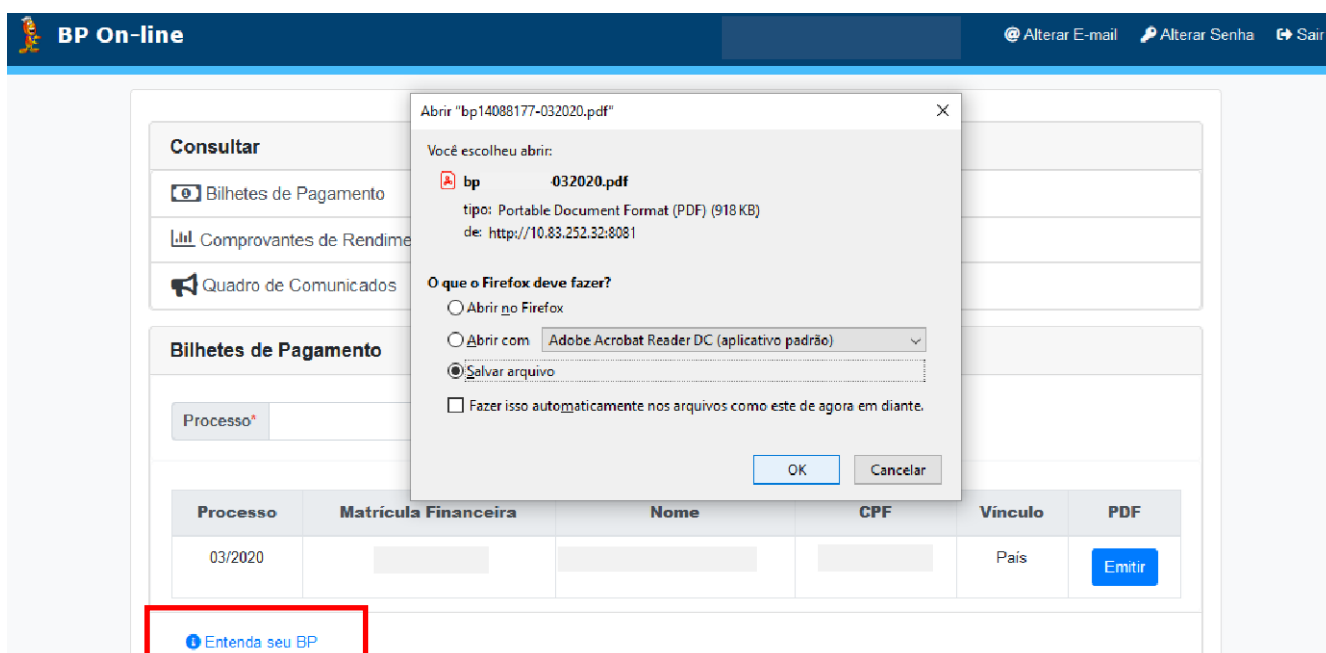 BP On-line
Alterar E-mail
Alterar Senha
Sair
Abrir "bp14088177-032020.pdf"
Você escolheu abrir:
bp -032020.pdf
tipo: Portable Document Format (PDF) (918 KB)
de: http://10.83.252.32:8081
O que o Firefox deve fazer?
Abrir no Firefox
Abrir com Adobe Acrobat Reader DC (aplicativo padrão)
Salvar arquivo
Fazer isso automaticamente nos arquivos como este de agora em diante.
OK
Cancelar
Consultar
Bilhetes de Pagamento
Comprovantes de Rendime
Quadro de Comunicados
Bilhetes de Pagamento
Processo*
Processo Matrícula Financeira Nome CPF Vínculo PDF
03/2020 País Emitir
Entenda seu BP